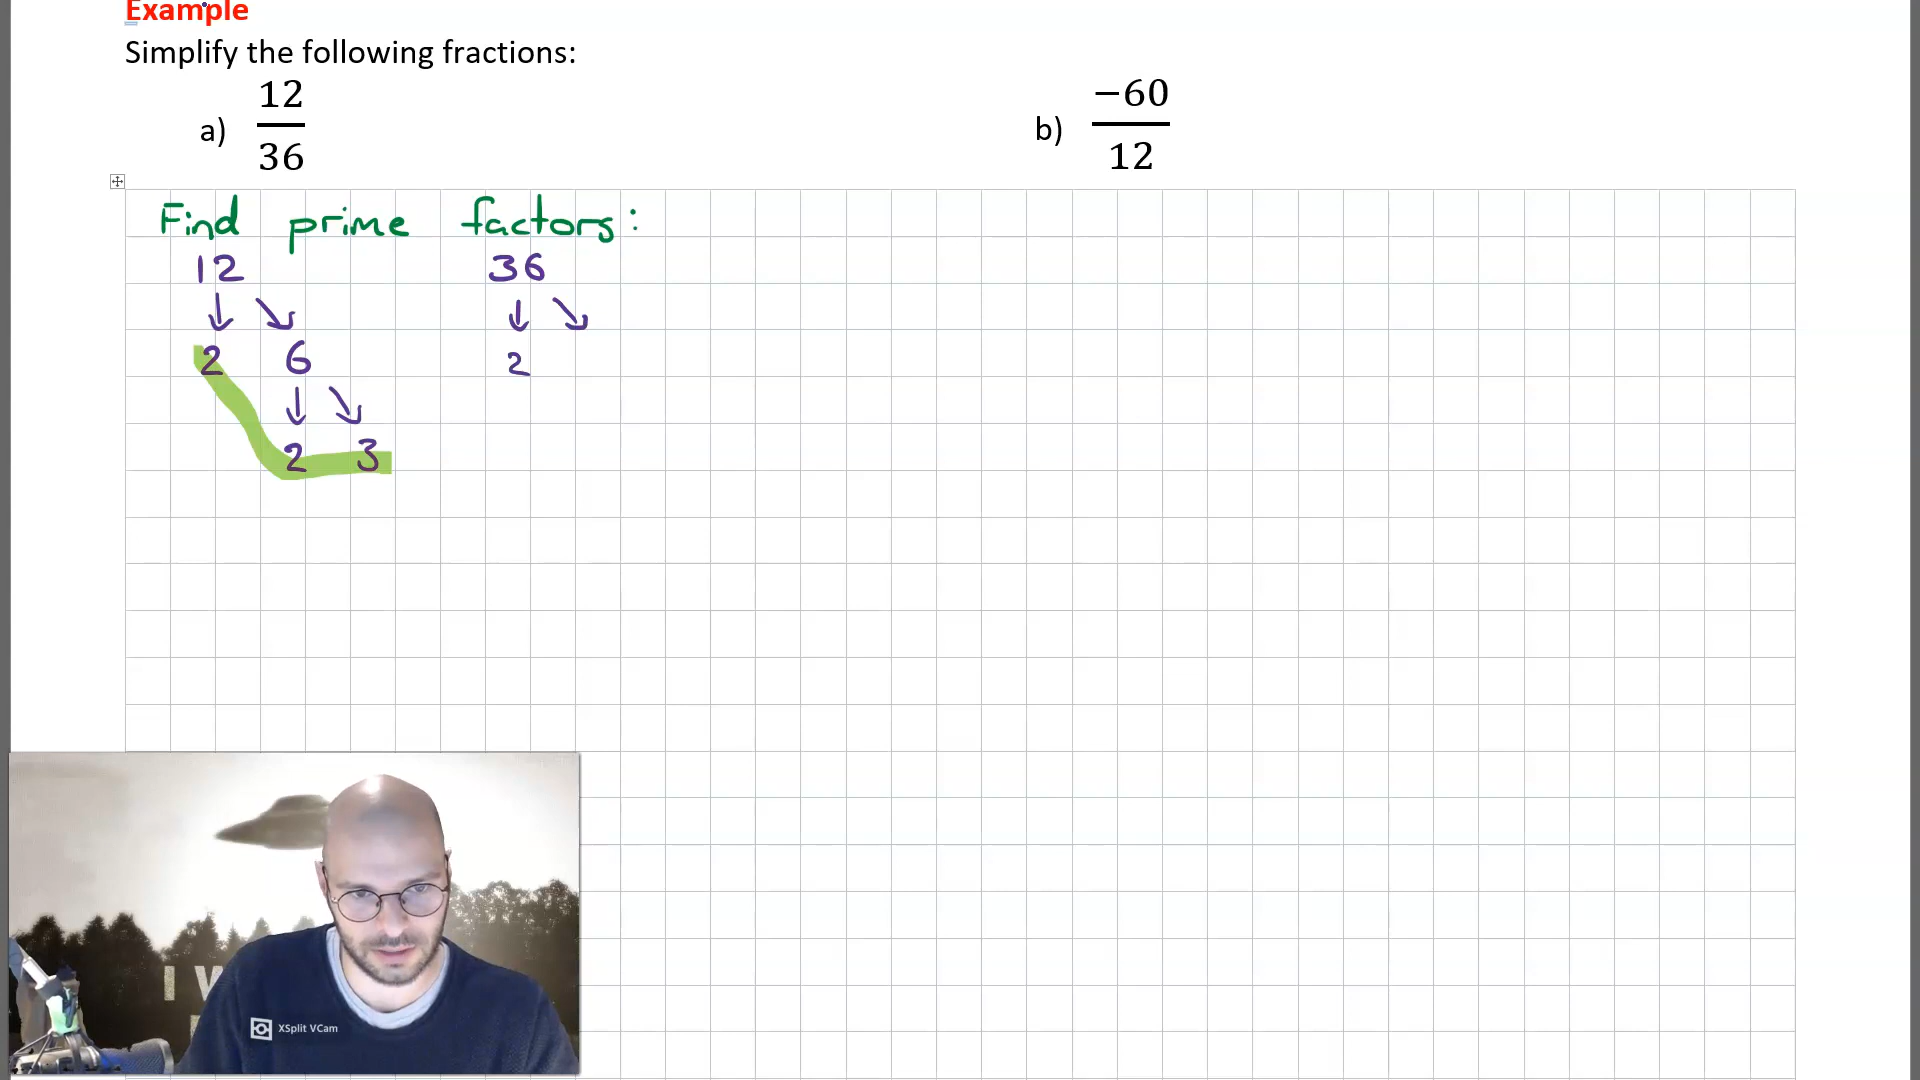 Example
Simplify the following fractions:
a) 12/36
b) −60/12
Find prime factors:
12 36
2 6 2
2 3
I W
XSplit VCam